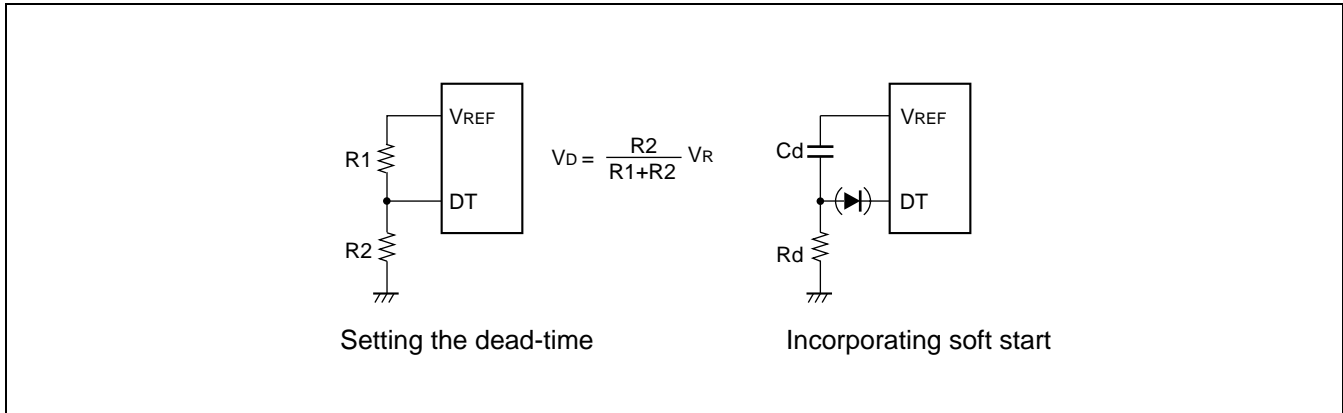 VREF
R1
DT
R2
VD = R2 / R1+R2 VR
Setting the dead-time
VREF
Cd
DT
Rd
Incorporating soft start